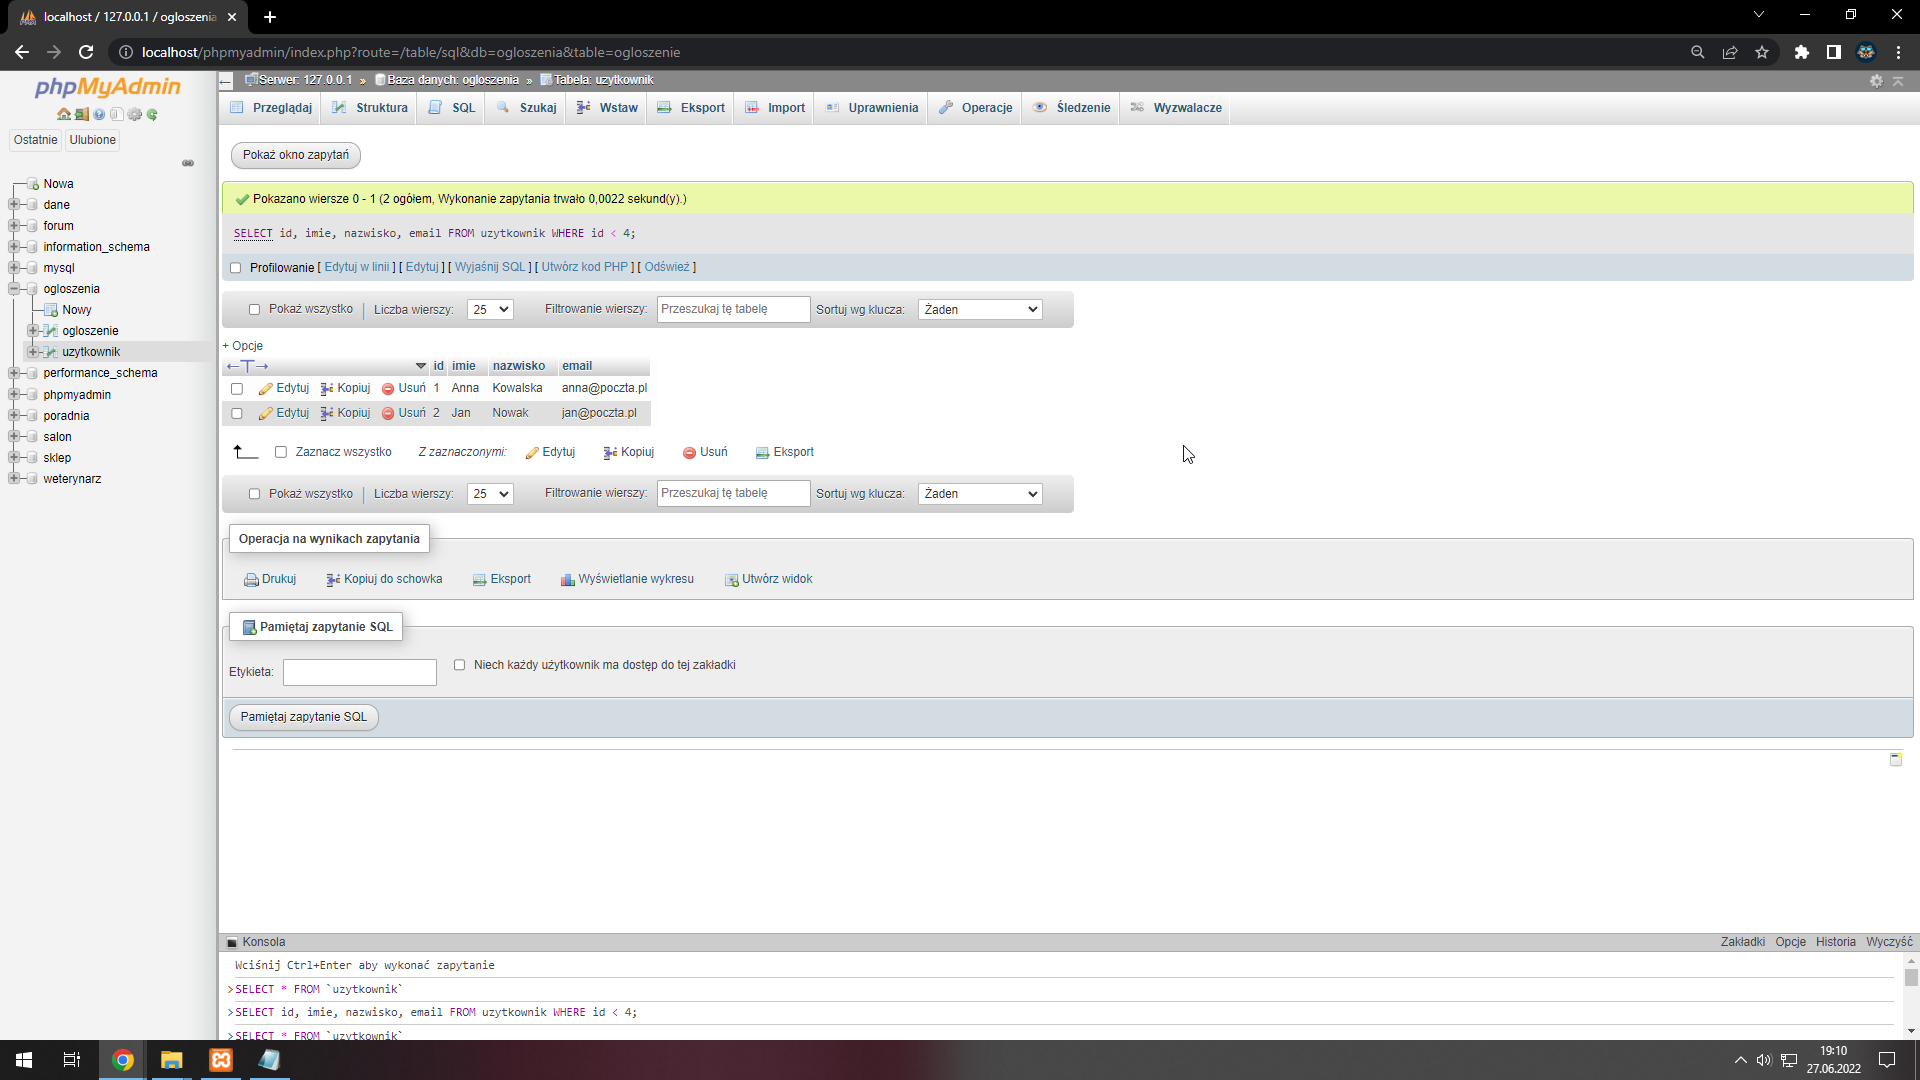 localhost / 127.0.0.1 / ogloszenia
localhost/phpmyadmin/index.php?route=/table/sql&db=ogloszenia&table=ogloszenie
phpMyAdmin
Ostatnie Ulubione
Nowa
dane
forum
information_schema
mysql
ogloszenia
Nowy
ogloszenie
uzytkownik
performance_schema
phpmyadmin
poradnia
salon
sklep
weterynarz
Serwer: 127.0.0.1 » Baza danych: ogloszenia » Tabela: uzytkownik
Przeglądaj Struktura SQL Szukaj Wstaw Eksport Import Uprawnienia Operacje Śledzenie Wyzwalacze
Pokaż okno zapytań
Pokazano wiersze 0 - 1 (2 ogółem, Wykonanie zapytania trwało 0,0022 sekund(y).)
SELECT id, imie, nazwisko, email FROM uzytkownik WHERE id < 4;
Profilowanie [ Edytuj w linii ] [ Edytuj ] [ Wyjaśnij SQL ] [ Utwórz kod PHP ] [ Odśwież ]
Pokaż wszystko | Liczba wierszy: 25 Filtrowanie wierszy: Przeszukaj tę tabelę Sortuj wg klucza: Żaden
+ Opcje
←T→ id imie nazwisko email
Edytuj Kopiuj Usuń 1 Anna Kowalska anna@poczta.pl
Edytuj Kopiuj Usuń 2 Jan Nowak jan@poczta.pl
Zaznacz wszystko Z zaznaczonymi: Edytuj Kopiuj Usuń Eksport
Pokaż wszystko | Liczba wierszy: 25 Filtrowanie wierszy: Przeszukaj tę tabelę Sortuj wg klucza: Żaden
Operacja na wynikach zapytania
Drukuj Kopiuj do schowka Eksport Wyświetlanie wykresu Utwórz widok
Pamiętaj zapytanie SQL
Etykieta: Niech każdy użytkownik ma dostęp do tej zakładki
Pamiętaj zapytanie SQL
Konsola Zakładki Opcje Historia Wyczyść
Wciśnij Ctrl+Enter aby wykonać zapytanie
>SELECT * FROM `uzytkownik`
>SELECT id, imie, nazwisko, email FROM uzytkownik WHERE id < 4;
>SELECT * FROM `uzytkownik`
19:10
27.06.2022